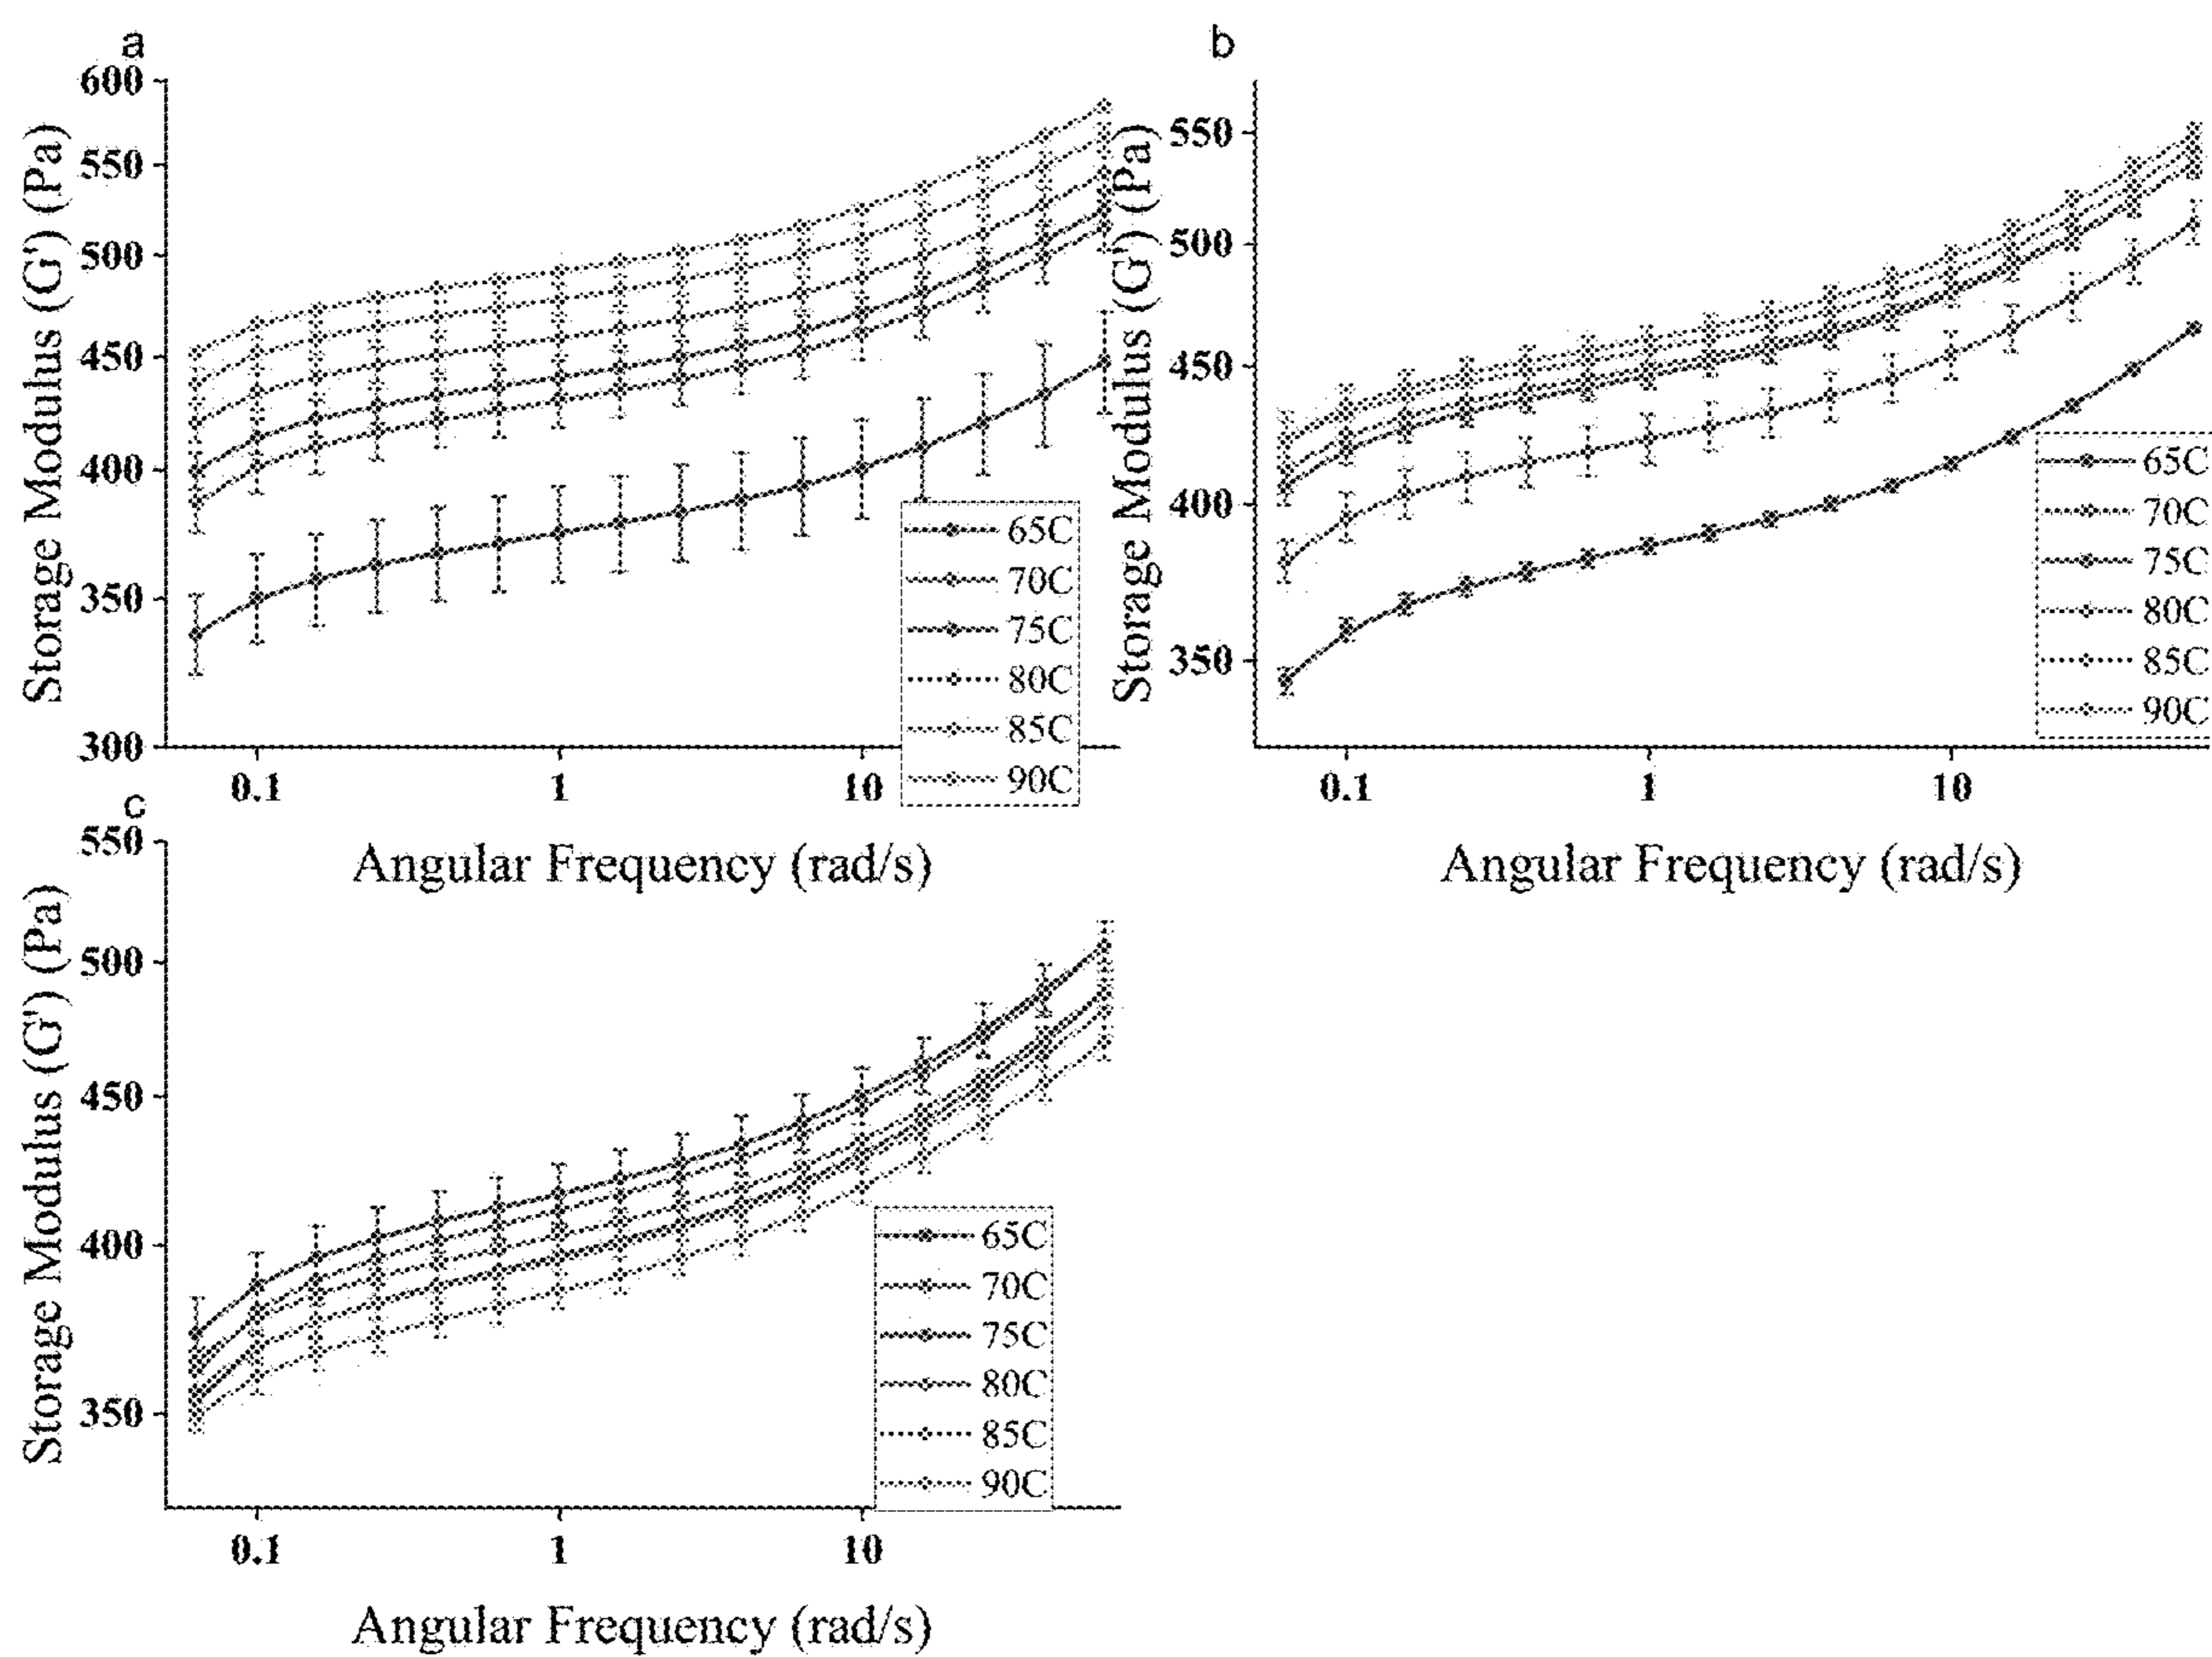 a
Storage Modulus (G') (Pa)
600
550
500
450
400
350
300
0.1
1
10
65C
70C
75C
80C
85C
90C
Angular Frequency (rad/s)
b
Storage Modulus (G') (Pa)
550
500
450
400
350
0.1
1
10
65C
70C
75C
80C
85C
90C
Angular Frequency (rad/s)
c
Storage Modulus (G') (Pa)
550
500
450
400
350
0.1
1
10
65C
70C
75C
80C
85C
90C
Angular Frequency (rad/s)